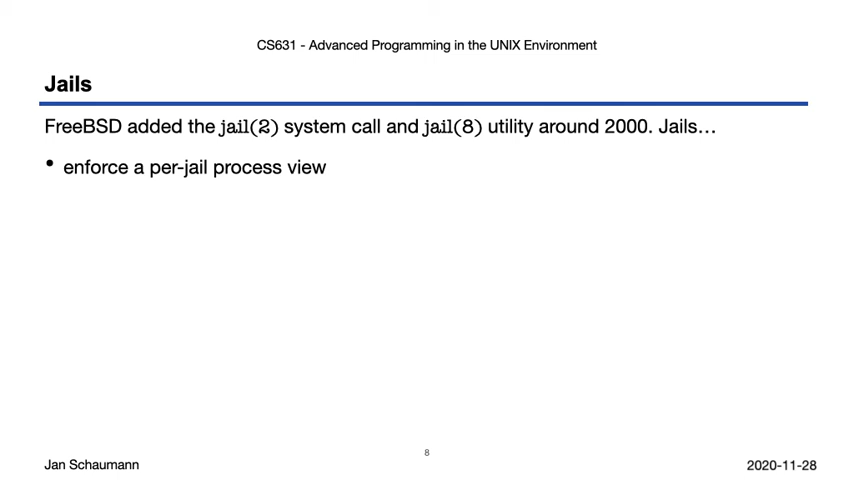 CS631 - Advanced Programming in the UNIX Environment
Jails
FreeBSD added the jail(2) system call and jail(8) utility around 2000. Jails…
• enforce a per-jail process view
8
Jan Schaumann
2020-11-28